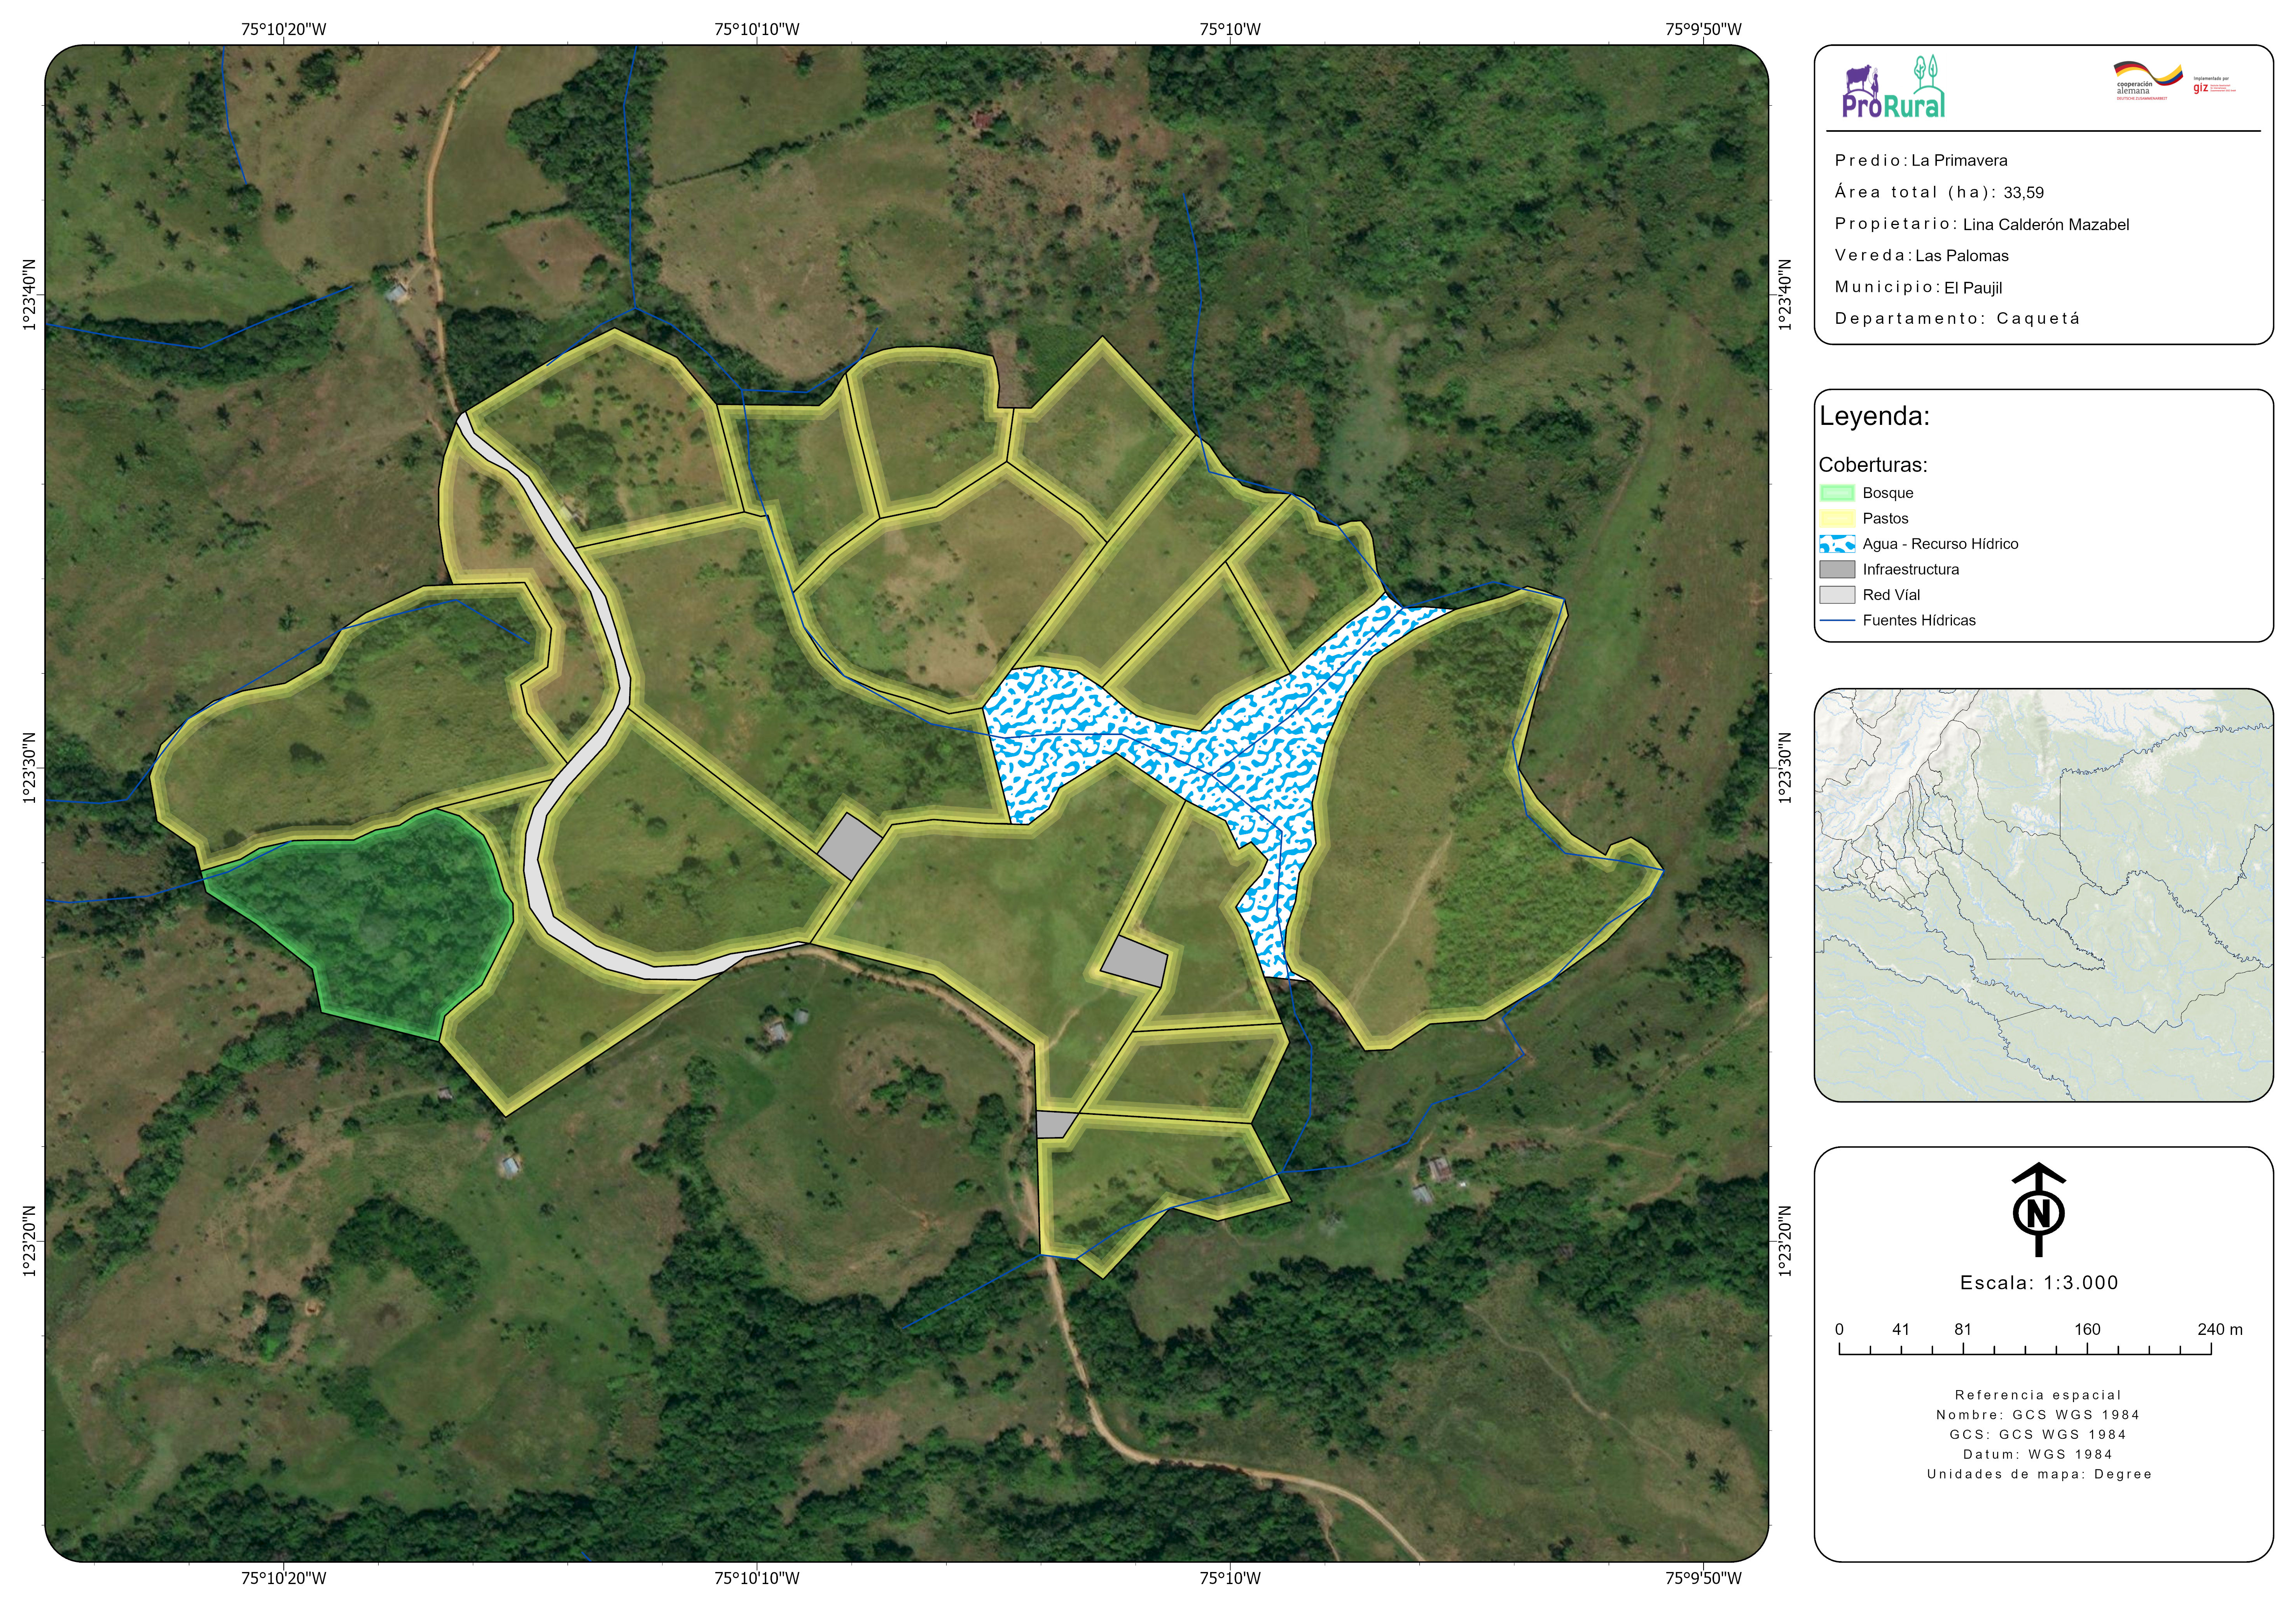 75°10'20"W 75°10'10"W 75°10'W 75°9'50"W
1°23'40"N
1°23'30"N
1°23'20"N
1°23'40"N
1°23'30"N
1°23'20"N
75°10'20"W 75°10'10"W 75°10'W 75°9'50"W
ProRural
cooperación
alemana
DEUTSCHE ZUSAMMENARBEIT
Implementada por
giz
Predio: La Primavera
Área total (ha): 33,59
Propietario: Lina Calderón Mazabel
Vereda: Las Palomas
Municipio: El Paujil
Departamento: Caquetá
Leyenda:
Coberturas:
Bosque
Pastos
Agua - Recurso Hídrico
Infraestructura
Red Víal
Fuentes Hídricas
N
Escala: 1:3.000
0 41 81 160 240 m
Referencia espacial
Nombre: GCS WGS 1984
GCS: GCS WGS 1984
Datum: WGS 1984
Unidades de mapa: Degree